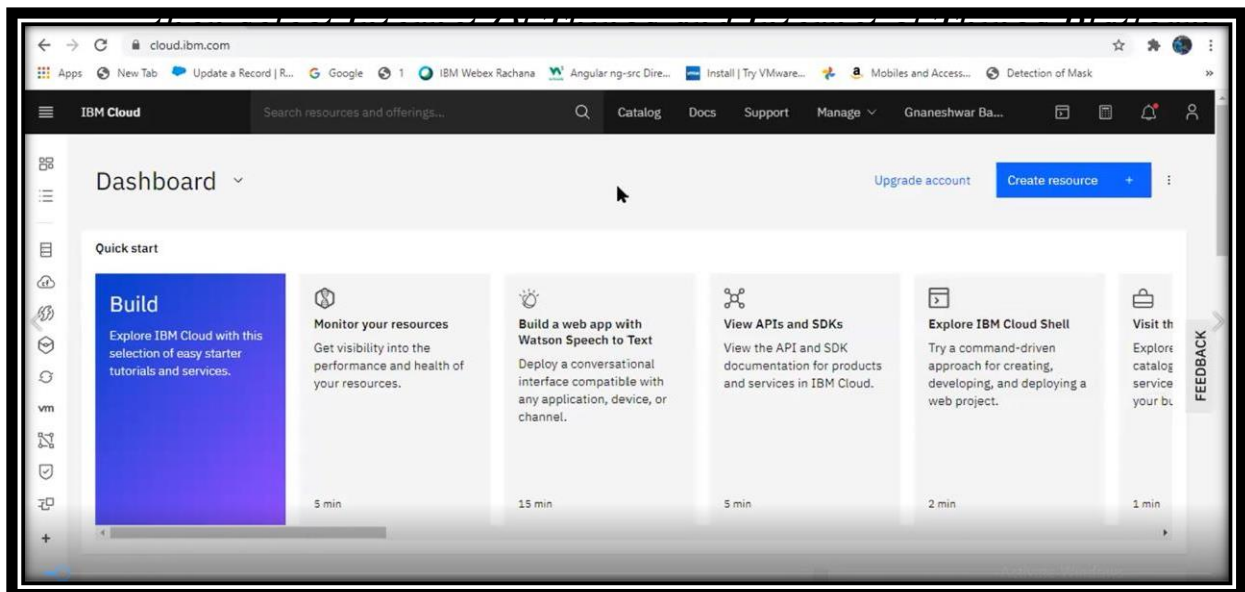 cloud.ibm.com
Apps New Tab Update a Record | R... Google 1 IBM Webex Rachana Angular ng-src Dire... Install | Try VMware... Mobiles and Access... Detection of Mask »
IBM Cloud Search resources and offerings... Catalog Docs Support Manage Gnaneshwar Ba...
Dashboard
Upgrade account Create resource +
Quick start
Build
Explore IBM Cloud with this
selection of easy starter
tutorials and services.
Monitor your resources
Get visibility into the
performance and health of
your resources.
5 min
Build a web app with
Watson Speech to Text
Deploy a conversational
interface compatible with
any application, device, or
channel.
15 min
View APIs and SDKs
View the API and SDK
documentation for products
and services in IBM Cloud.
5 min
Explore IBM Cloud Shell
Try a command-driven
approach for creating,
developing, and deploying a
web project.
2 min
Visit th
Explore
catalog
service
your bu
1 min
FEEDBACK
vm
Activate Windows